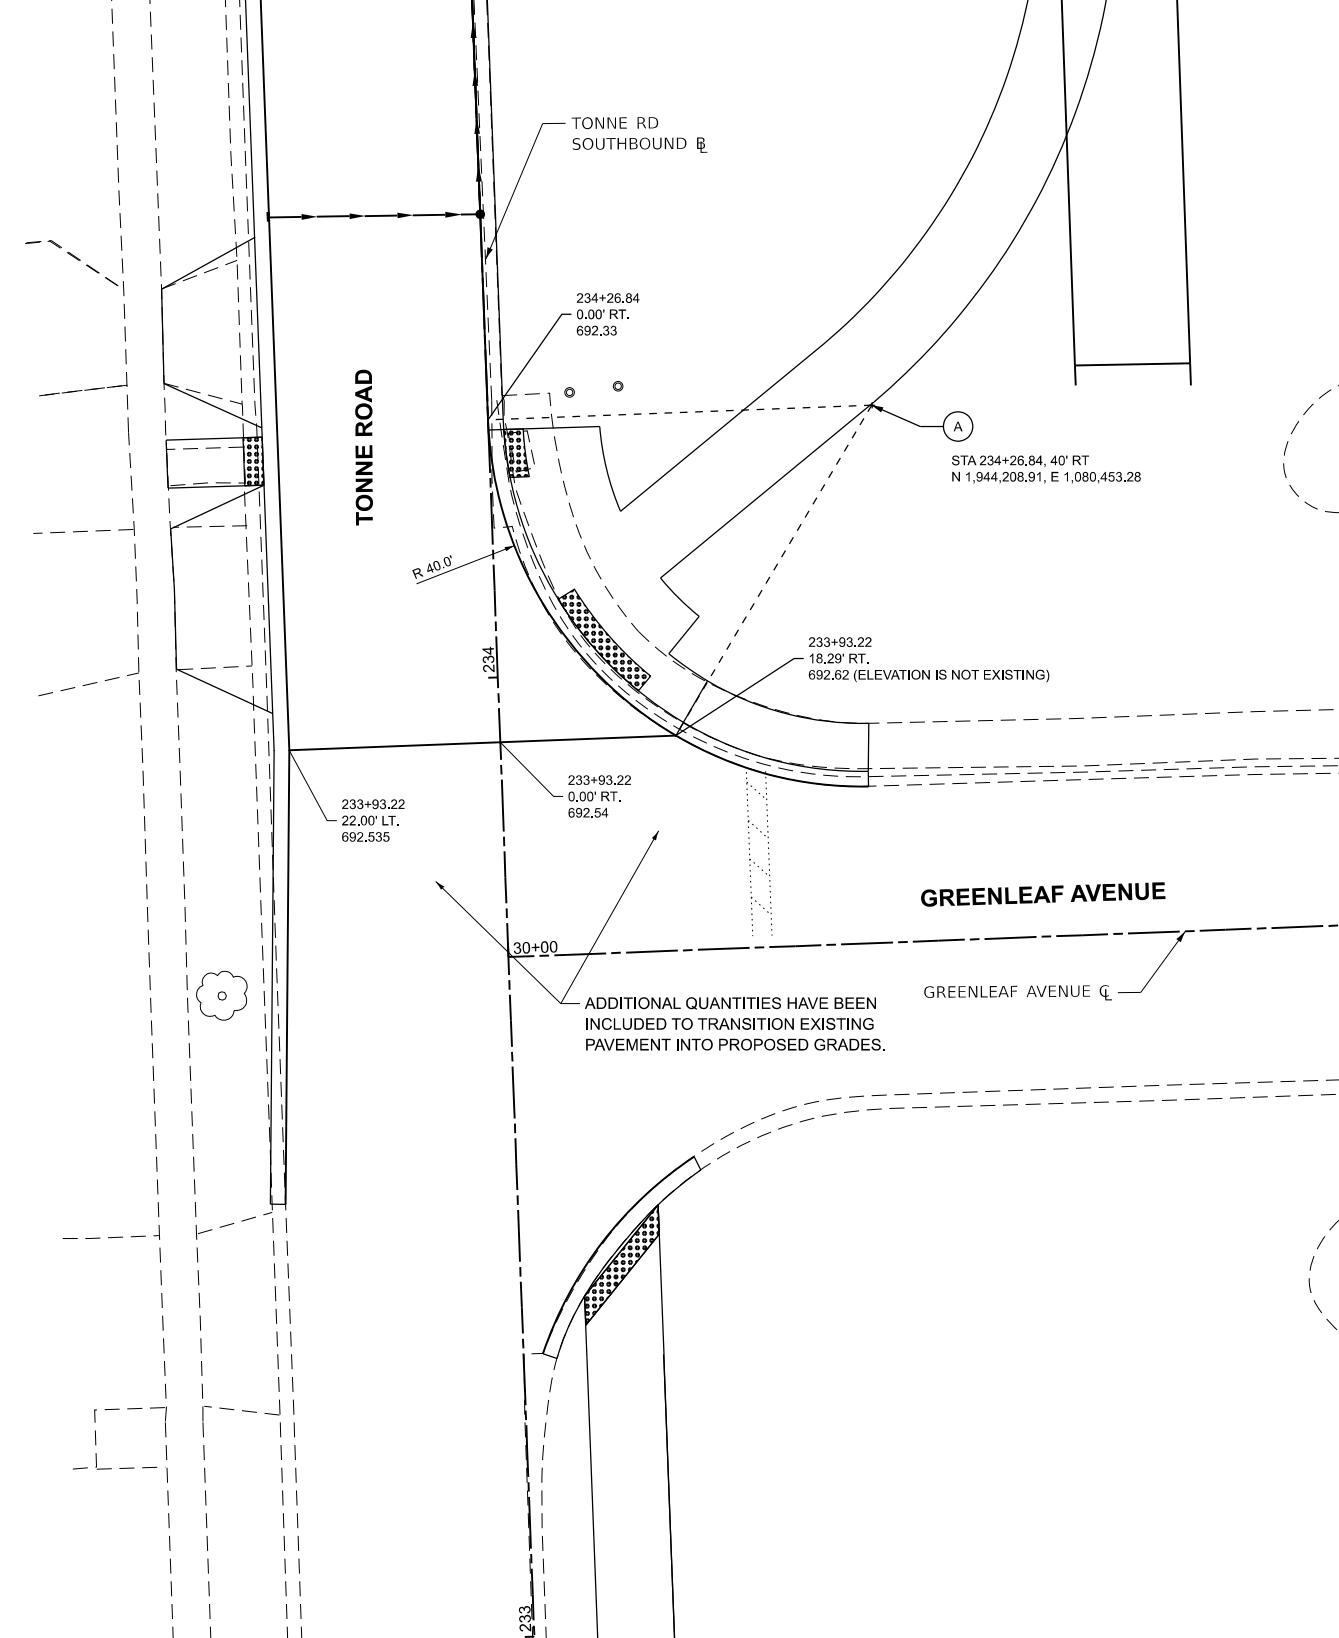 TONNE RD
SOUTHBOUND ⅊
234+26.84
0.00' RT.
692.33
TONNE ROAD
A
STA 234+26.84, 40' RT
N 1,944,208.91, E 1,080,453.28
R 40.0'
234
233+93.22
18.29' RT.
692.62 (ELEVATION IS NOT EXISTING)
233+93.22
0.00' RT.
692.54
233+93.22
22.00' LT.
692.535
GREENLEAF AVENUE
30+00
GREENLEAF AVENUE ℄
ADDITIONAL QUANTITIES HAVE BEEN
INCLUDED TO TRANSITION EXISTING
PAVEMENT INTO PROPOSED GRADES.
233